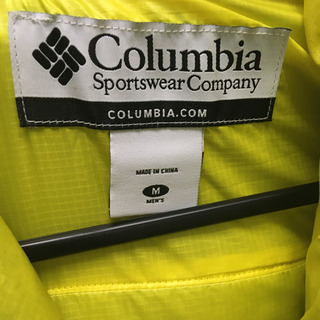 Columbia
Sportswear Company
COLUMBIA.COM
MADE IN CHINA
M
MEN'S